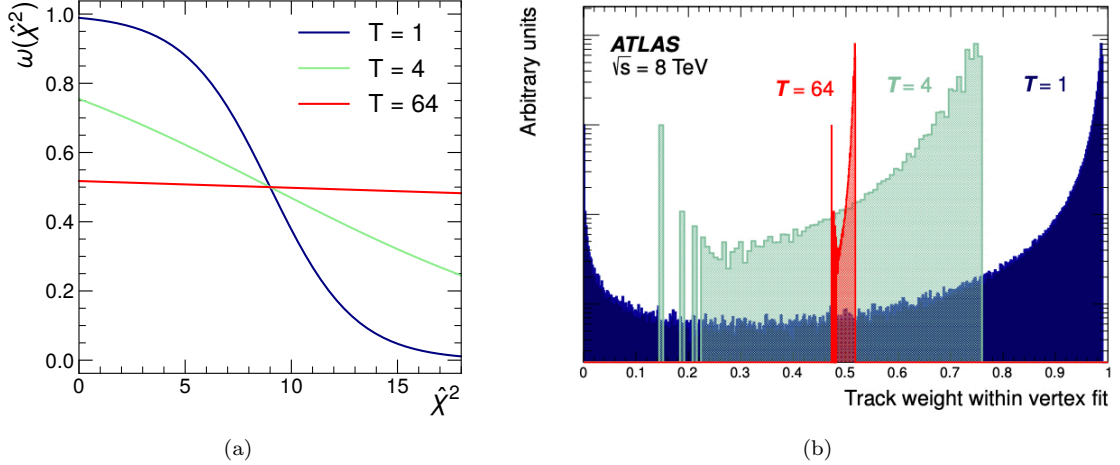 ω(χ̂²)
1.0
0.8
0.6
0.4
0.2
0.0
T = 1
T = 4
T = 64
0 5 10 15
χ̂²
(a)
Arbitrary units
ATLAS
√s = 8 TeV
T = 64
T = 4
T = 1
0 0.1 0.2 0.3 0.4 0.5 0.6 0.7 0.8 0.9 1
Track weight within vertex fit
(b)